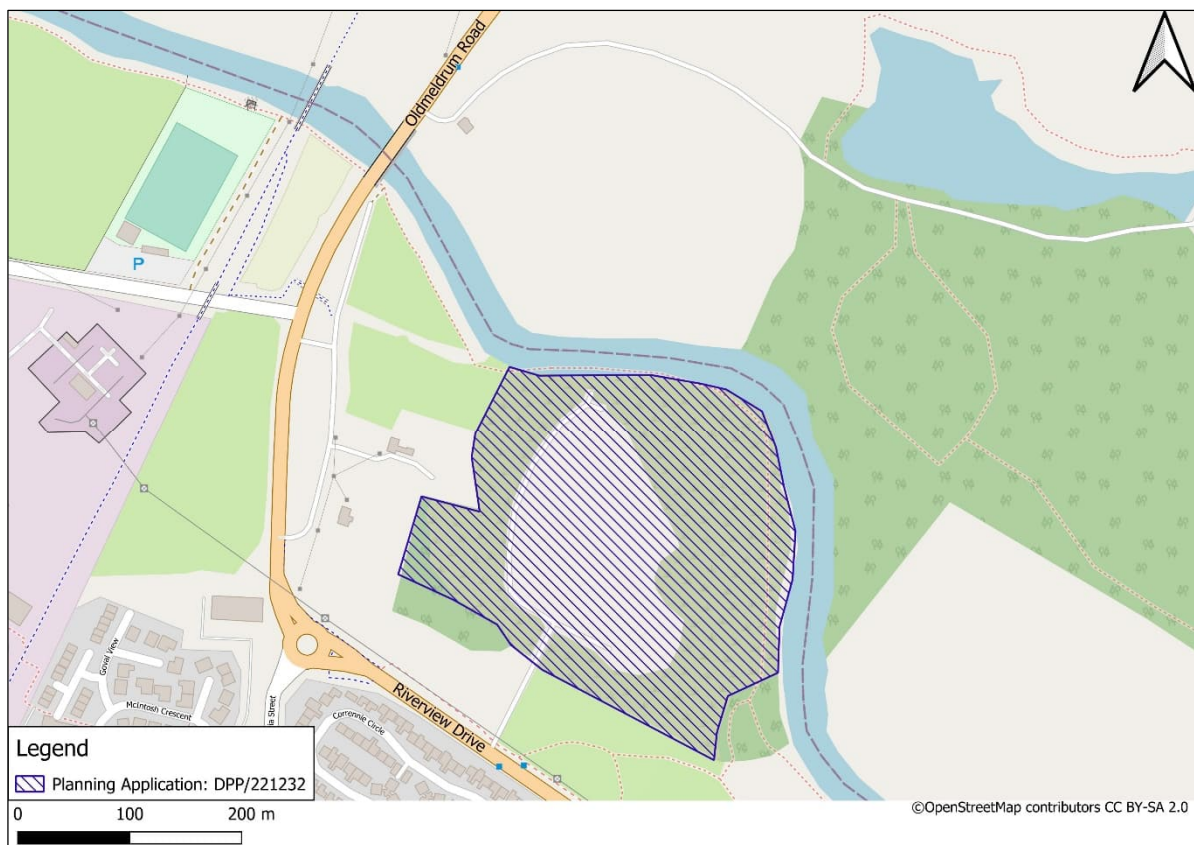 Oldmeldrum Road
P
Goval View
McIntosh Crescent
Corrennie Circle
Riverview Drive
Legend
Planning Application: DPP/221232
0 100 200 m
©OpenStreetMap contributors CC BY-SA 2.0